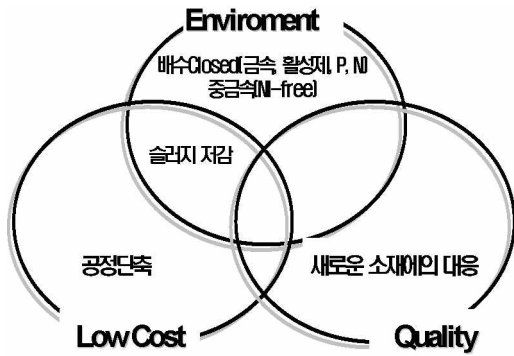 Enviroment
배수Closed(금속, 활성제, P, N)
중금속(Ni-free)
슬러지 저감
공정단축
새로운 소재에의 대응
Low Cost
Quality